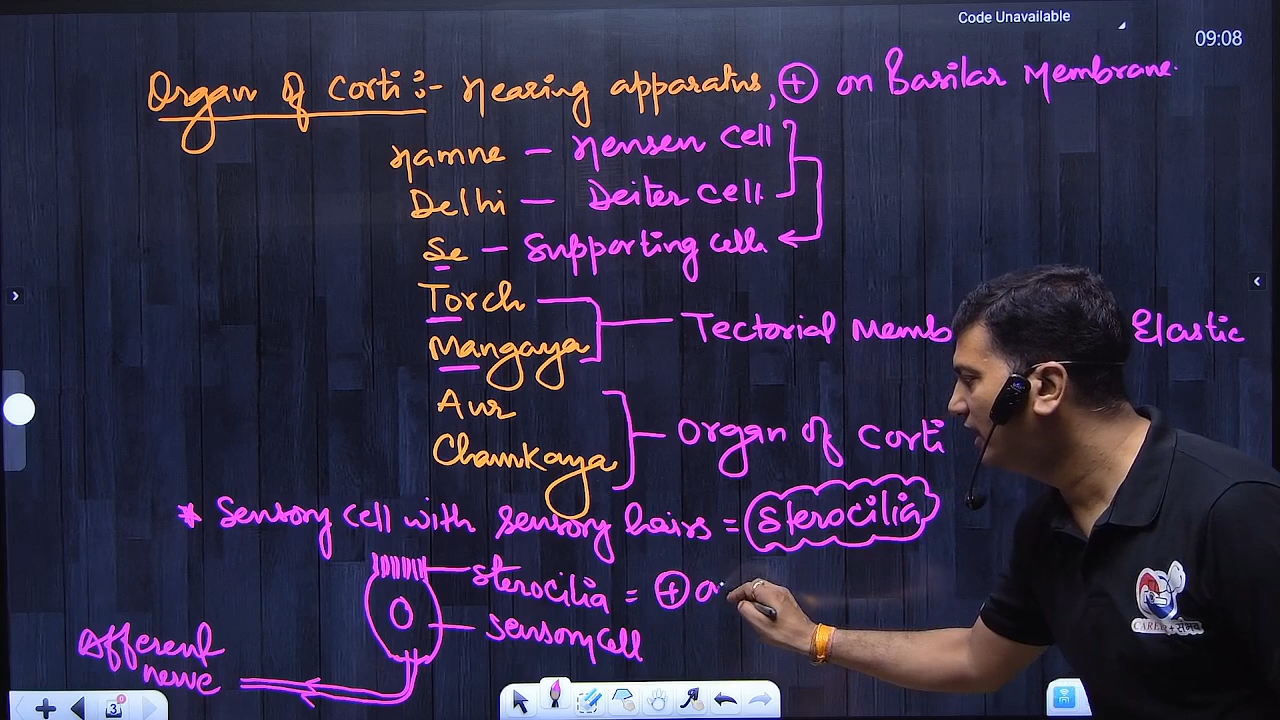 Code Unavailable
09:08
Organ Of Corti :- Hearing apparatus, + on Basilar Membrane.
Hamne - Hensen Cell
Delhi - Deiter Cell
Se - Supporting cells
Torch
Mangaya
Tectorial Memb
Elastic
Aur
Chamkaya
Organ Of Corti
* Sensory Cell with sensory hairs = Sterocilia
Sterocilia = + a
Sensory Cell
Afferent
nerve
3